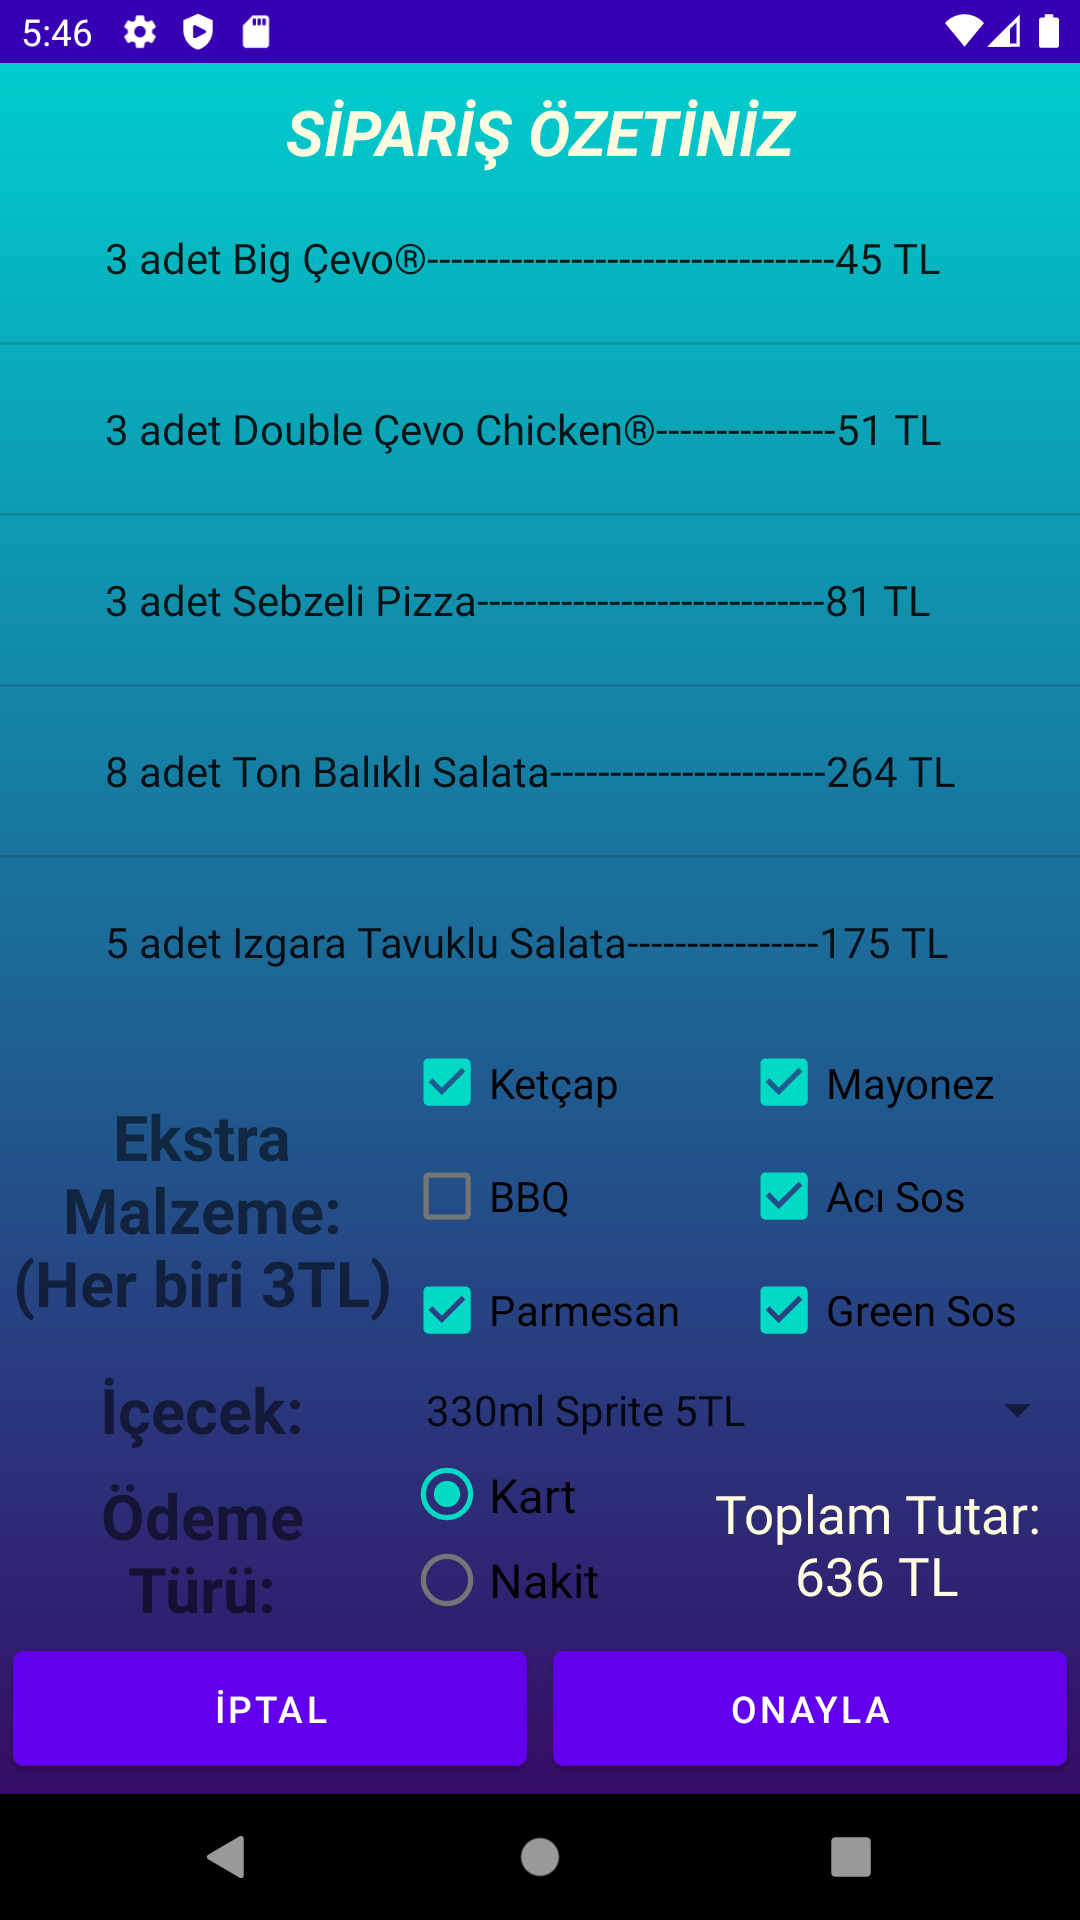 5:46
SİPARİŞ ÖZETİNİZ
3 adet Big Çevo®----------------------------------45 TL
3 adet Double Çevo Chicken®---------------51 TL
3 adet Sebzeli Pizza-----------------------------81 TL
8 adet Ton Balıklı Salata-----------------------264 TL
5 adet Izgara Tavuklu Salata----------------175 TL
Ketçap Mayonez
Ekstra
Malzeme:
(Her biri 3TL)
BBQ Acı Sos
Parmesan Green Sos
İçecek: 330ml Sprite 5TL
Ödeme
Türü:
Kart
Nakit
Toplam Tutar:
636 TL
İPTAL ONAYLA